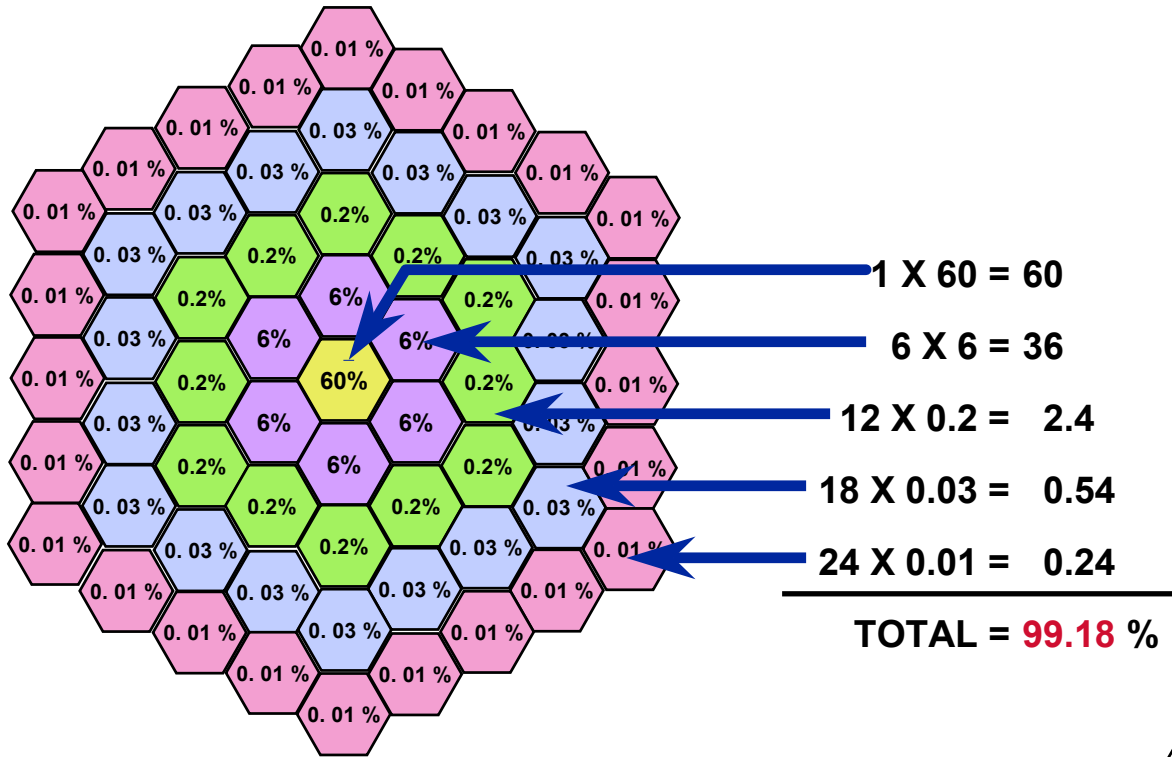 0. 01 %
0. 01 % 0. 01 %
0. 01 % 0. 03 % 0. 01 %
0. 01 % 0. 03 % 0. 03 % 0. 01 %
0. 01 % 0. 03 % 0.2% 0. 03 % 0. 01 %
0. 03 % 0.2% 0.2% 0. 03 %
1 X 60 = 60
0. 01 % 0.2% 6% 0.2% 0. 01 %
0. 03 % 6% 6%
6 X 6 = 36
0. 01 % 0.2% 60% 0.2% 0. 01 %
0. 03 % 6% 6% 0. 03 %
12 X 0.2 = 2.4
0. 01 % 0.2% 6% 0.2% 0. 01 %
18 X 0.03 = 0.54
0. 03 % 0.2% 0.2% 0. 03 %
0. 01 % 0. 03 % 0.2% 0. 03 % 0. 01 %
24 X 0.01 = 0.24
0. 01 % 0. 03 % 0. 03 % 0. 01 %
0. 01 % 0. 03 % 0. 01 %
TOTAL = 99.18 %
0. 01 % 0. 01 %
0. 01 %